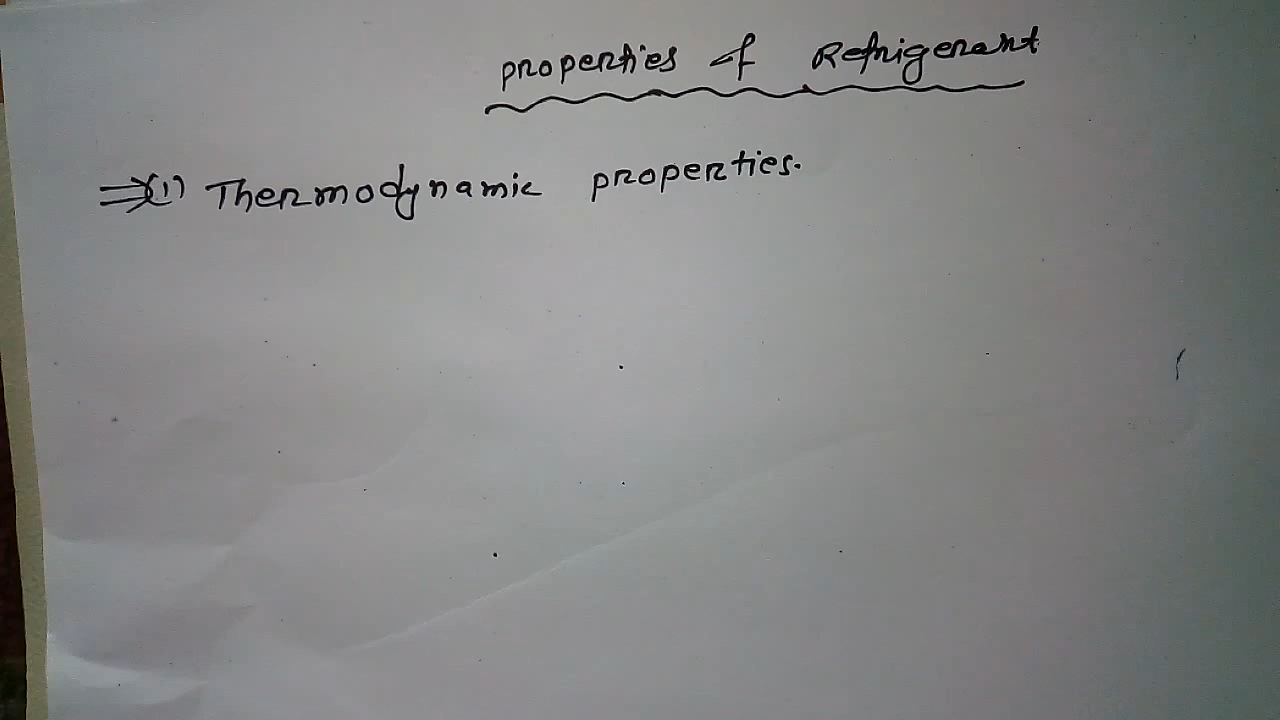 properties of Refrigerant
⇒(1) Thermodynamic properties.